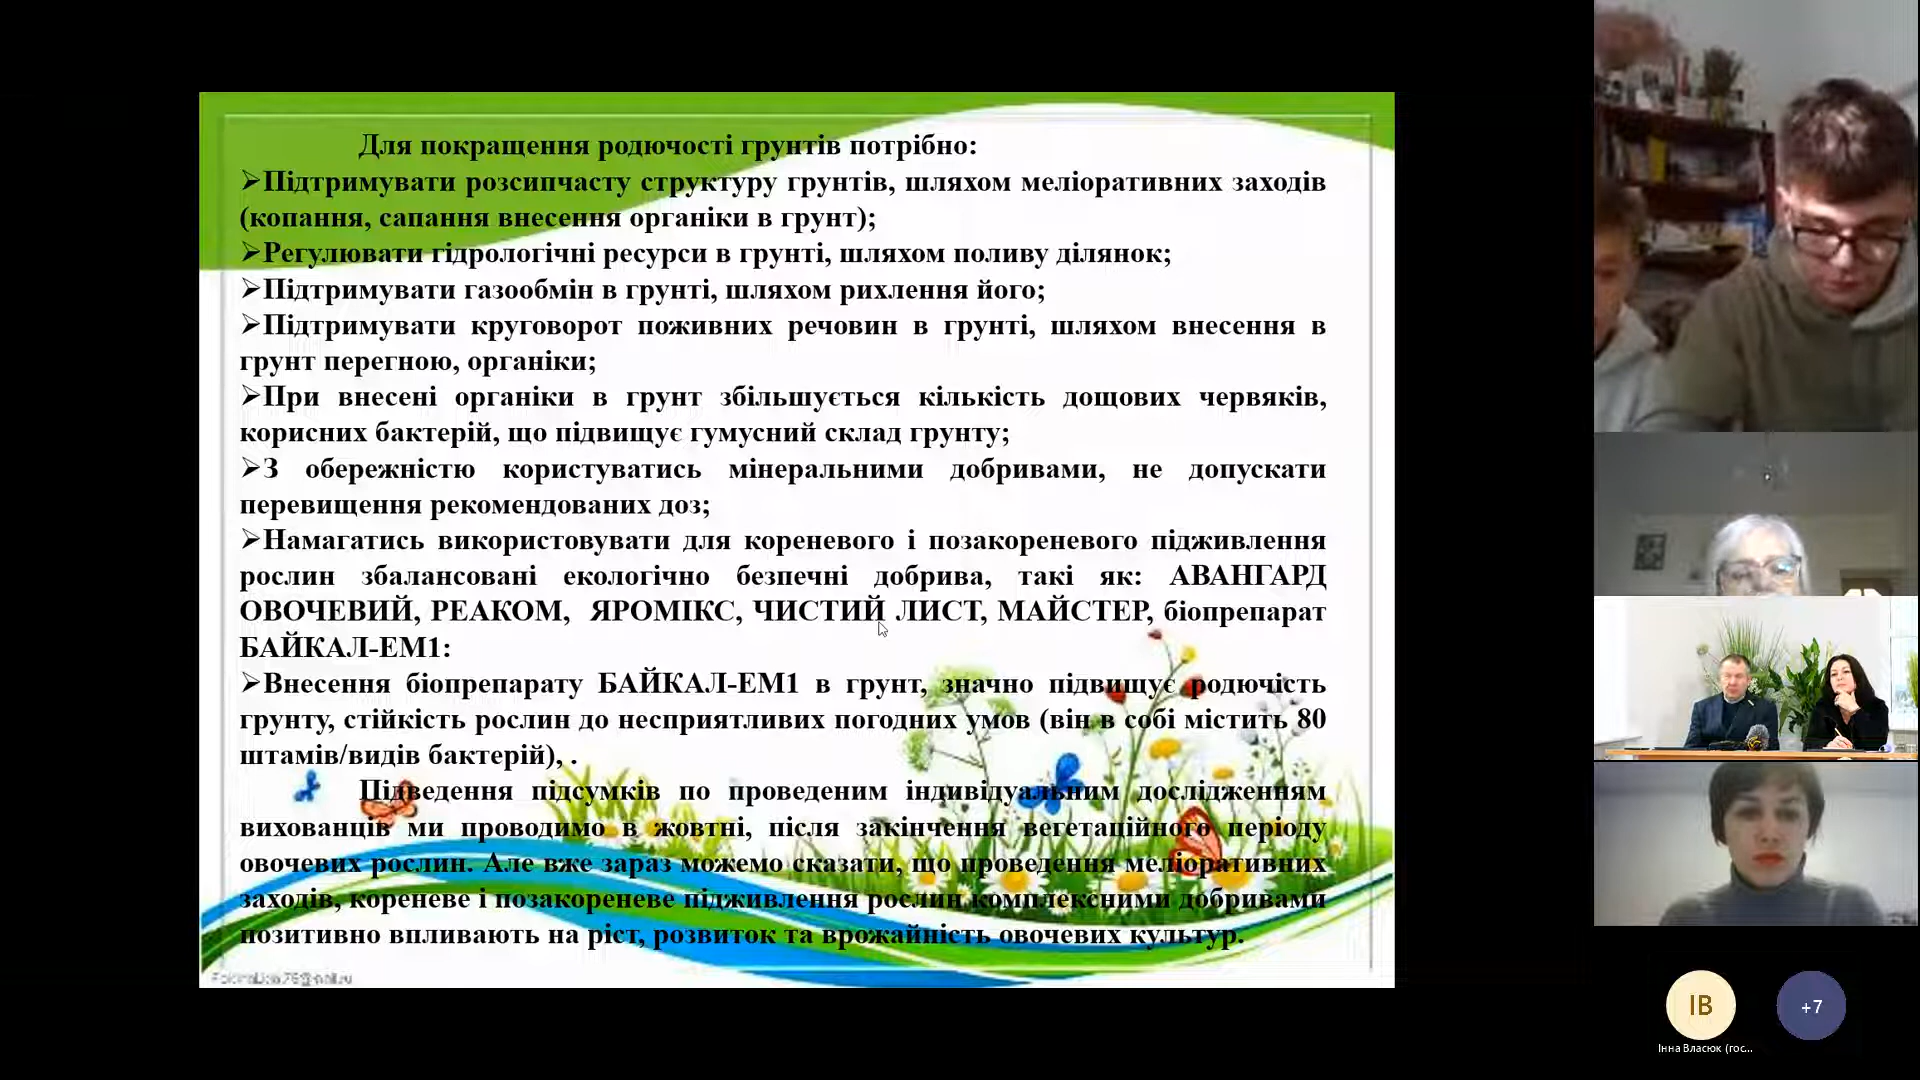 Для покращення родючості грунтів потрібно:
➢Підтримувати розсипчасту структуру грунтів, шляхом меліоративних заходів
(копання, сапання внесення органіки в грунт);
➢Регулювати гідрологічні ресурси в грунті, шляхом поливу ділянок;
➢Підтримувати газообмін в грунті, шляхом рихлення його;
➢Підтримувати круговорот поживних речовин в грунті, шляхом внесення в
грунт перегною, органіки;
➢При внесені органіки в грунт збільшується кількість дощових червяків,
корисних бактерій, що підвищує гумусний склад грунту;
➢З обережністю користуватись мінеральними добривами, не допускати
перевищення рекомендованих доз;
➢Намагатись використовувати для кореневого і позакореневого підживлення
рослин збалансовані екологічно безпечні добрива, такі як: АВАНГАРД
ОВОЧЕВИЙ, РЕАКОМ, ЯРОМІКС, ЧИСТИЙ ЛИСТ, МАЙСТЕР, біопрепарат
БАЙКАЛ-ЕМ1:
➢Внесення біопрепарату БАЙКАЛ-ЕМ1 в грунт, значно підвищує родючість
грунту, стійкість рослин до несприятливих погодних умов (він в собі містить 80
штамів/видів бактерій), .
Підведення підсумків по проведеним індивідуальним дослідженням
вихованців ми проводимо в жовтні, після закінчення вегетаційного періоду
овочевих рослин. Але вже зараз можемо сказати, що проведення меліоративних
заходів, кореневе і позакореневе підживлення рослин комплексними добривами
позитивно впливають на ріст, розвиток та врожайність овочевих культур.
ІВ
+7
Інна Власюк (гос...